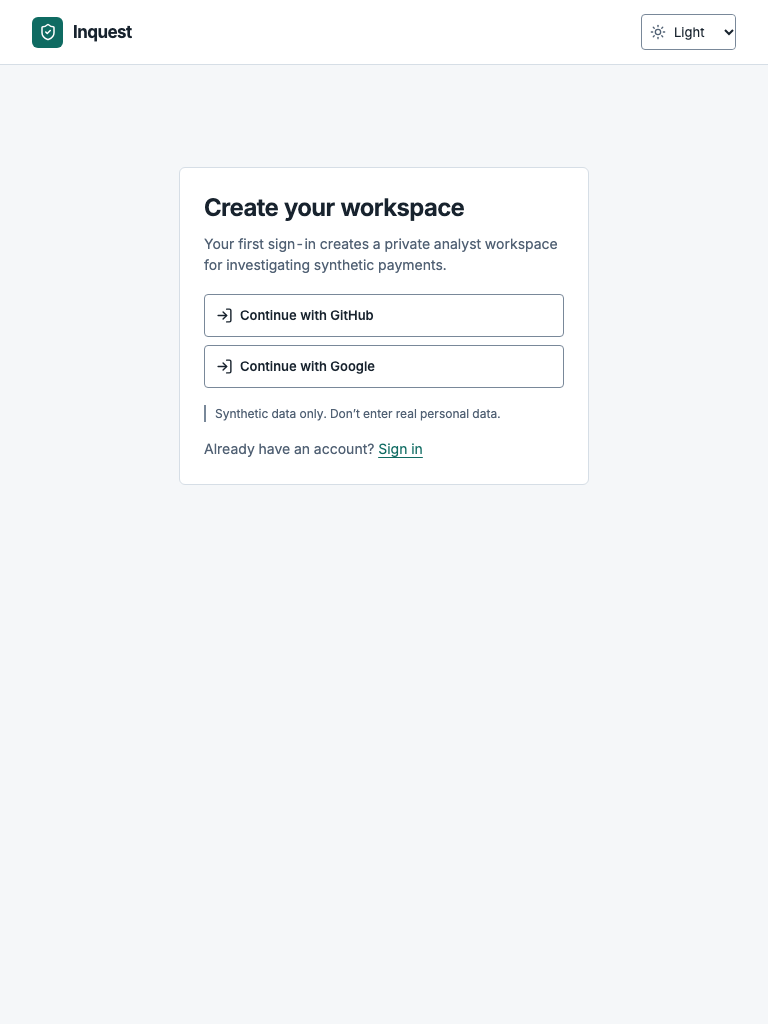 Inquest
Light
Create your workspace
Your first sign-in creates a private analyst workspace
for investigating synthetic payments.
Continue with GitHub
Continue with Google
Synthetic data only. Don’t enter real personal data.
Already have an account? Sign in